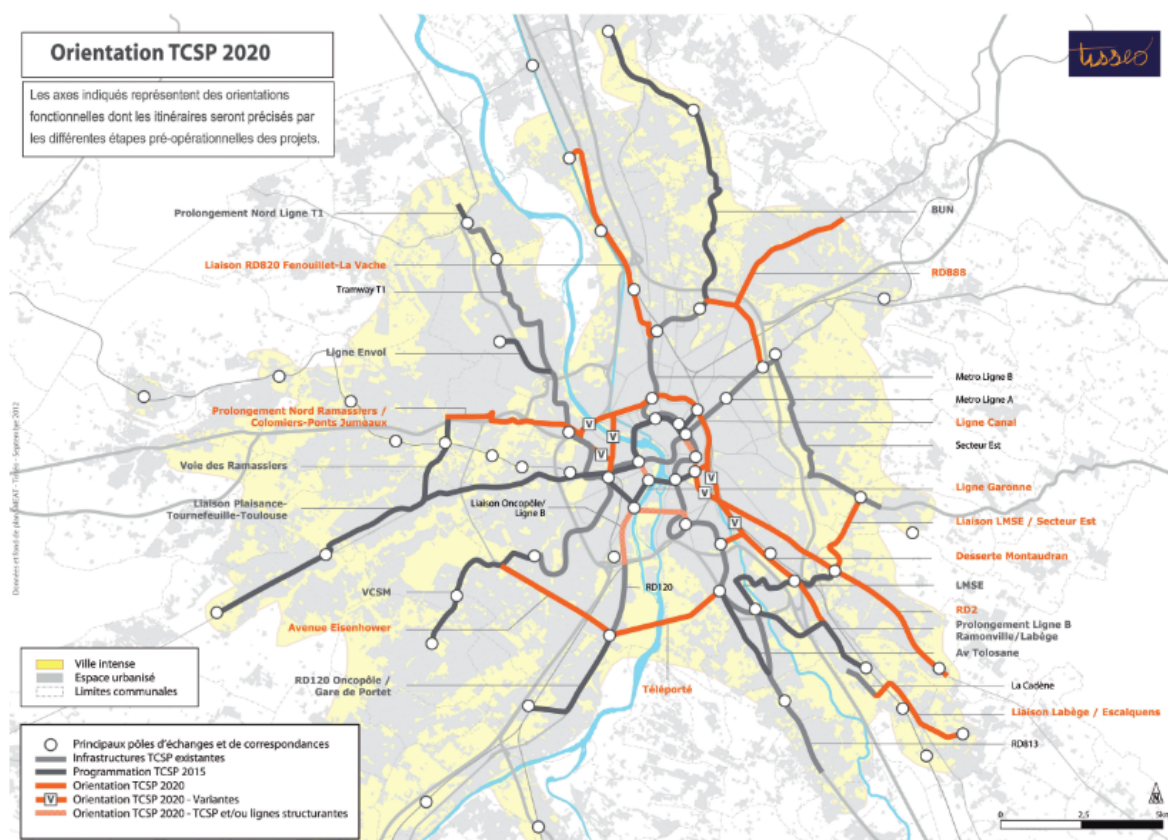 Orientation TCSP 2020
tisséo
Les axes indiqués représentent des orientations
fonctionnelles dont les itinéraires seront précisés par
les différentes étapes pré-opérationnelles des projets.
Prolongement Nord Ligne T1
BUN
Liaison RD820 Fenouillet-La Vache
RD888
Tramway T1
Ligne Envol
Metro Ligne B
Metro Ligne A
Prolongement Nord Ramassiers /
Colomiers-Ponts Jumeaux
Ligne Canal
V
V
Secteur Est
V
Voie des Ramassiers
V
Ligne Garonne
V
Liaison Plaisance-
Tournefeuille-Toulouse
Liaison Oncopôle/
Ligne B
Liaison LMSE / Secteur Est
V
Desserte Montaudran
VCSM
RD120
LMSE
RD2
Avenue Eisenhower
Prolongement Ligne B
Ramonville/Labège
Av Tolosane
RD120 Oncopôle /
Gare de Portet
Téléporté
La Cadène
Liaison Labège / Escalquens
RD813
Ville intense
Espace urbanisé
Limites communales
Principaux pôles d'échanges et de correspondances
Infrastructures TCSP existantes
Programmation TCSP 2015
Orientation TCSP 2020
V Orientation TCSP 2020 - Variantes
Orientation TCSP 2020 - TCSP et/ou lignes structurantes
N
0 2,5